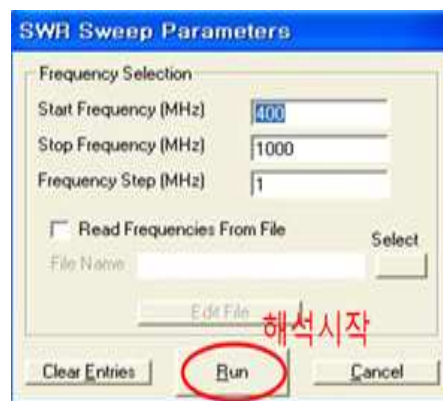 SWR Sweep Parameters
Frequency Selection
Start Frequency (MHz) 400
Stop Frequency (MHz) 1000
Frequency Step (MHz) 1
Read Frequencies From File
Select
File Name
Edit File
해석시작
Clear Entries Run Cancel